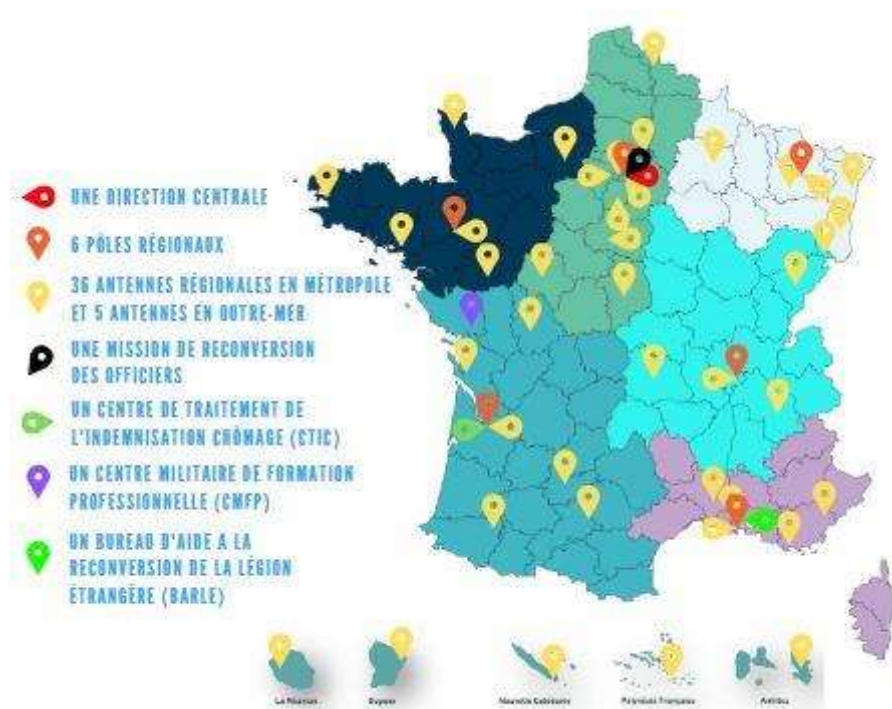 UNE DIRECTION CENTRALE
6 PÔLES RÉGIONAUX
36 ANTENNES RÉGIONALES EN MÉTROPOLE
ET 5 ANTENNES EN OUTRE-MER
UNE MISSION DE RECONVERSION
DES OFFICIERS
UN CENTRE DE TRAITEMENT DE
L'INDEMNISATION CHÔMAGE (CTIC)
UN CENTRE MILITAIRE DE FORMATION
PROFESSIONNELLE (CMFP)
UN BUREAU D'AIDE A LA
RECONVERSION DE LA LÉGION
ÉTRANGÈRE (BARLE)
La Réunion
Guyane
Nouvelle Calédonie
Polynésie Française
Antilles